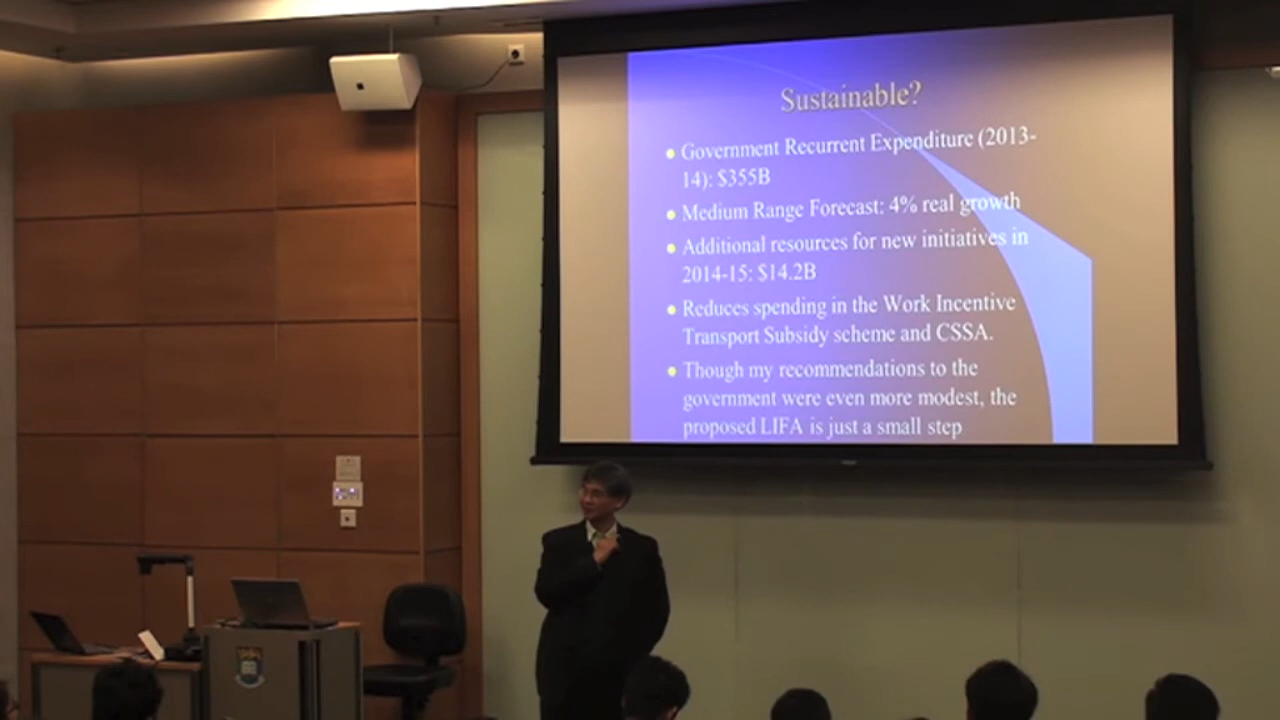 Sustainable?
Government Recurrent Expenditure (2013-
14): $355B
Medium Range Forecast: 4% real growth
Additional resources for new initiatives in
2014-15: $14.2B
Reduces spending in the Work Incentive
Transport Subsidy scheme and CSSA.
Though my recommendations to the
government were even more modest, the
proposed LIFA is just a small step